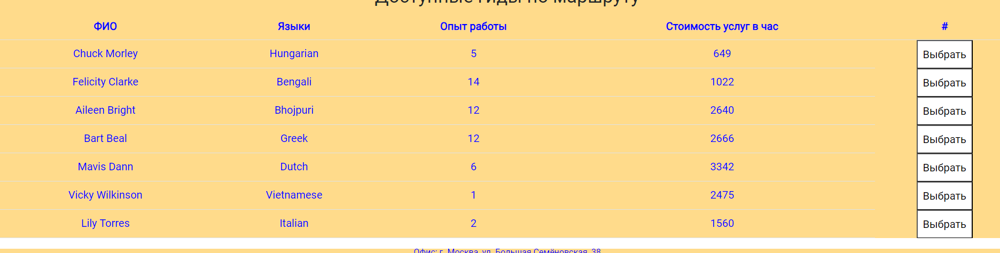 Доступные гиды по маршруту
ФИО Языки Опыт работы Стоимость услуг в час #
Chuck Morley Hungarian 5 649 Выбрать
Felicity Clarke Bengali 14 1022 Выбрать
Aileen Bright Bhojpuri 12 2640 Выбрать
Bart Beal Greek 12 2666 Выбрать
Mavis Dann Dutch 6 3342 Выбрать
Vicky Wilkinson Vietnamese 1 2475 Выбрать
Lily Torres Italian 2 1560 Выбрать
Офис: г. Москва, ул. Большая Семёновская, 38